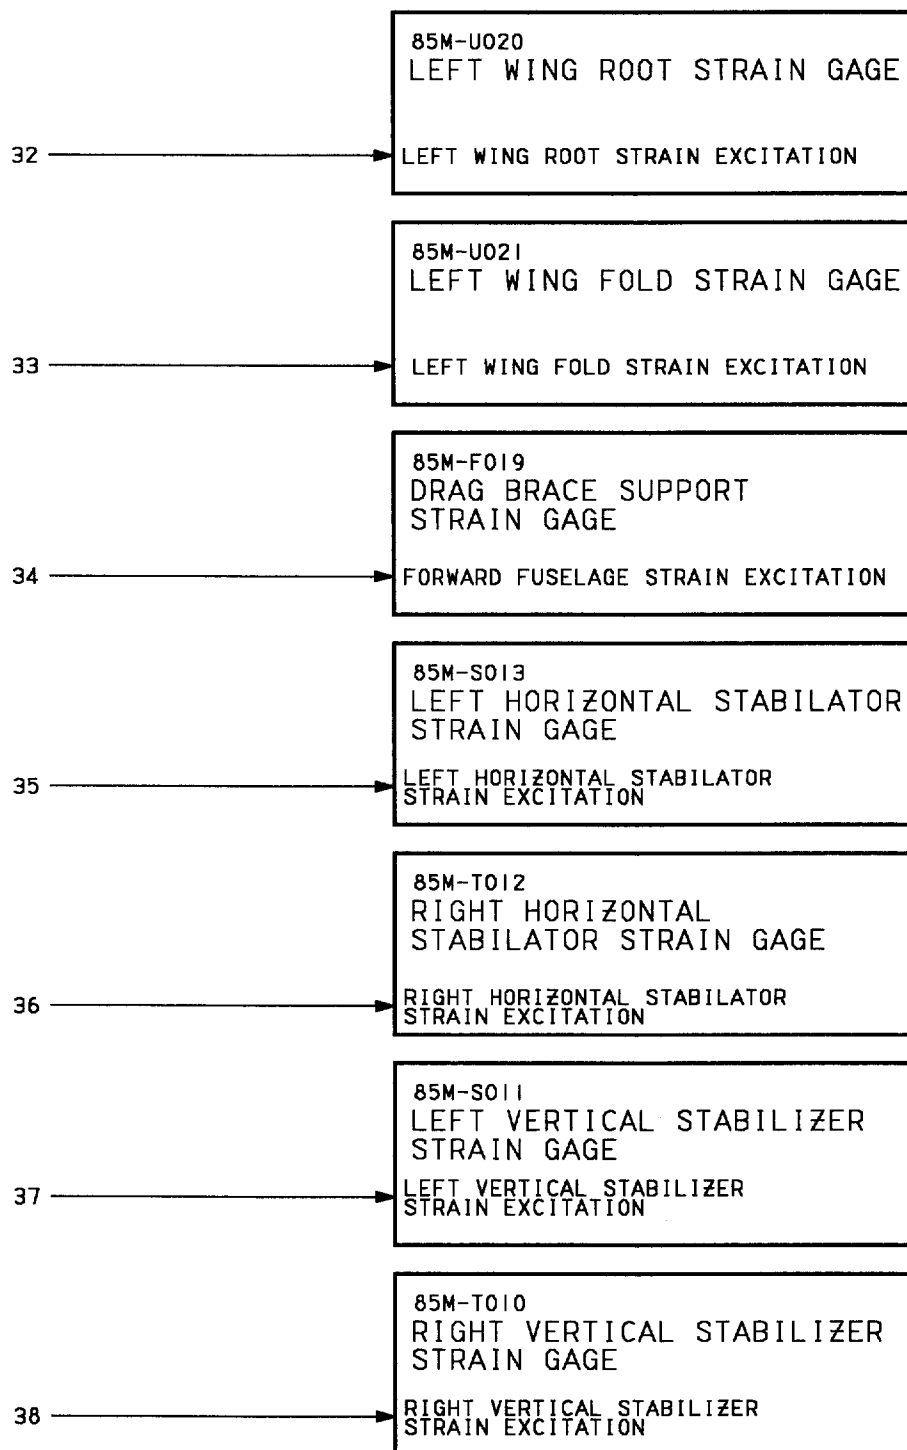 85M-U020
LEFT WING ROOT STRAIN GAGE
32
LEFT WING ROOT STRAIN EXCITATION
85M-U021
LEFT WING FOLD STRAIN GAGE
33
LEFT WING FOLD STRAIN EXCITATION
85M-F019
DRAG BRACE SUPPORT
STRAIN GAGE
34
FORWARD FUSELAGE STRAIN EXCITATION
85M-S013
LEFT HORIZONTAL STABILATOR
STRAIN GAGE
35
LEFT HORIZONTAL STABILATOR
STRAIN EXCITATION
85M-T012
RIGHT HORIZONTAL
STABILATOR STRAIN GAGE
36
RIGHT HORIZONTAL STABILATOR
STRAIN EXCITATION
85M-S011
LEFT VERTICAL STABILIZER
STRAIN GAGE
37
LEFT VERTICAL STABILIZER
STRAIN EXCITATION
85M-T010
RIGHT VERTICAL STABILIZER
STRAIN GAGE
38
RIGHT VERTICAL STABILIZER
STRAIN EXCITATION